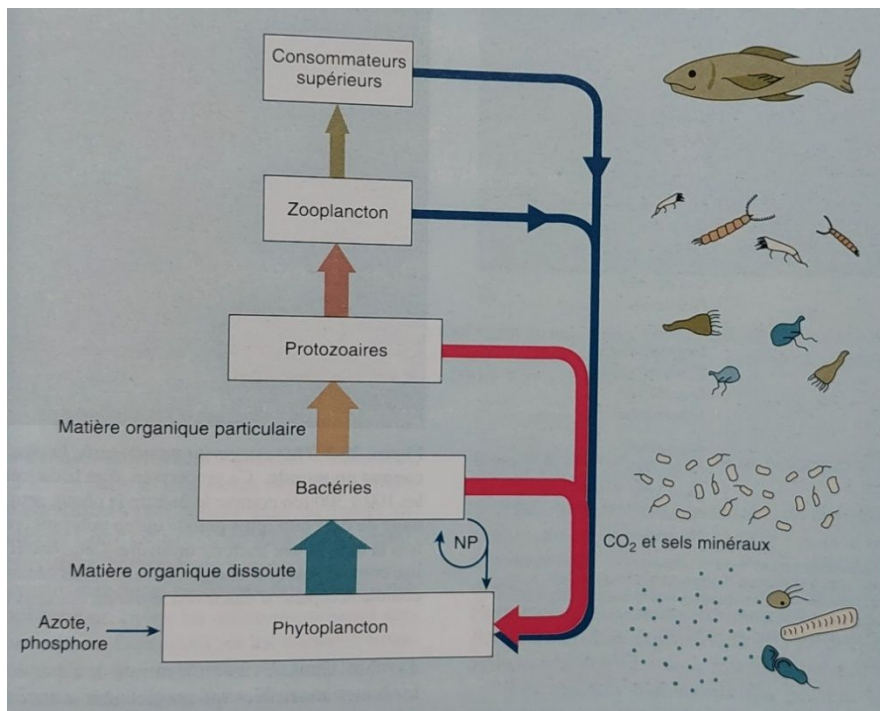 Consommateurs
supérieurs
Zooplancton
Protozoaires
Matière organique particulaire
Bactéries
NP
CO₂ et sels minéraux
Matière organique dissoute
Azote,
phosphore
Phytoplancton